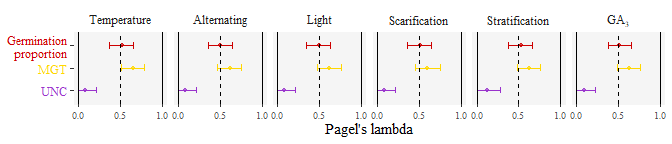 Temperature Alternating Light Scarification Stratification GA₃
Germination
proportion
MGT
UNC
0.0 0.5 1.0 0.0 0.5 1.0 0.0 0.5 1.0 0.0 0.5 1.0 0.0 0.5 1.0 0.0 0.5 1.0
Pagel's lambda